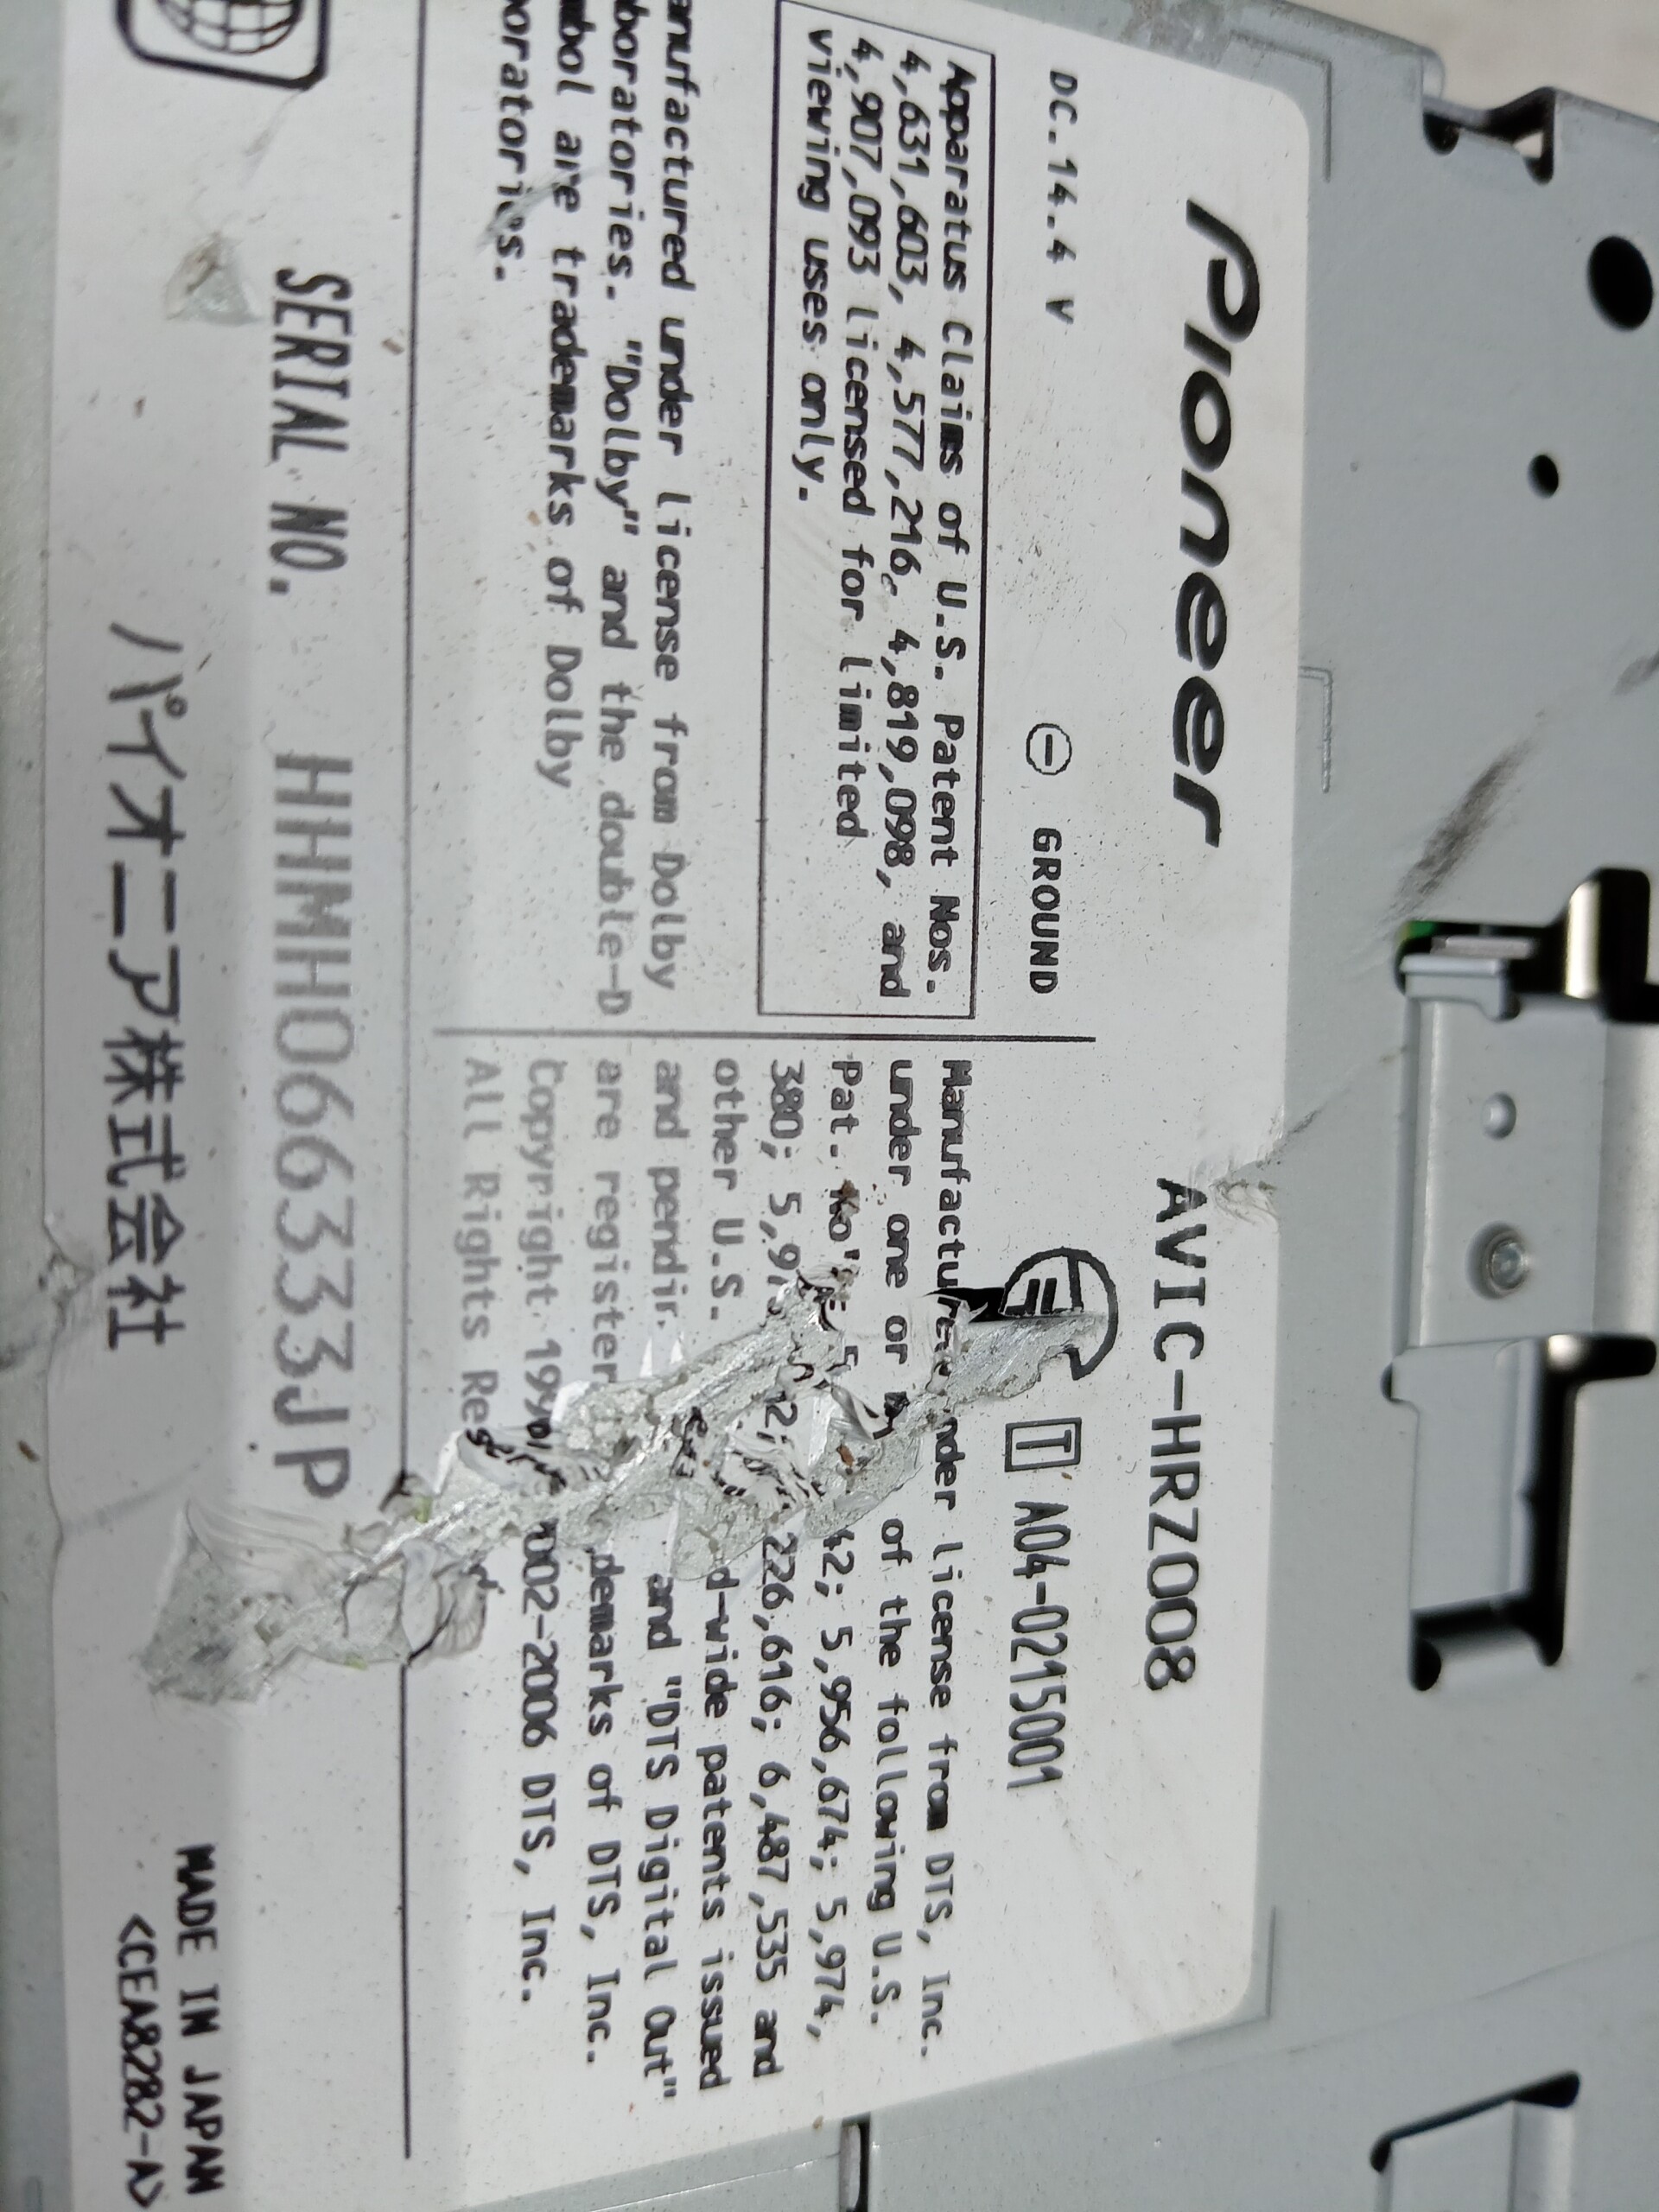 Pioneer
AVIC-HRZ008
DC.14.4 V
GROUND
T A04-0215001
Apparatus Claims of U.S. Patent Nos.
4,631,603, 4,577,216, 4,819,098, and
4,907,093 licensed for limited
viewing uses only.
anufactured under license from Dolby
boratories. "Dolby" and the double-D
mbol are trademarks of Dolby
oratories.
Manufactured under license from DTS, Inc.
under one or of the following U.S.
Pat. No's: 42; 5,956,674; 5,974,
380; 226,616; 6,487,535 and
other U.S. d-wide patents issued
and and "DTS Digital Out"
are register demarks of DTS, Inc.
Copyright 2002-2006 DTS, Inc.
All Rights
SERIAL NO. HHMH066333JP
パイオニア株式会社
MADE IN JAPAN
<CEA8282-A>